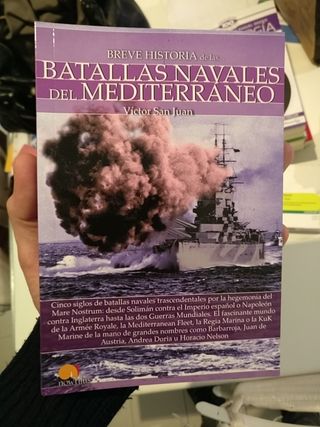 BREVE HISTORIA de las
BATALLAS NAVALES
DEL MEDITERRÁNEO
Víctor San Juan
Cinco siglos de batallas navales trascendentales por la hegemonía del
Mare Nostrum: desde Solimán contra el Imperio español o Napoleón
contra Inglaterra hasta las dos Guerras Mundiales. El fascinante mundo
de la Armée Royale, la Mediterranean Fleet, la Regia Marina o la KuK
Marine de la mano de grandes nombres como Barbarroja, Juan de
Austria, Andrea Doria u Horacio Nelson
nowtilus